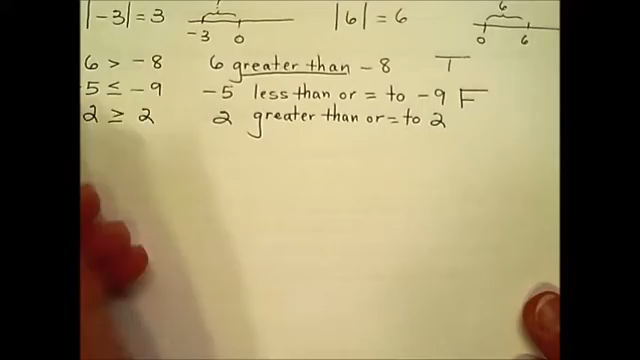 |-3| = 3 -3 0 |6| = 6 6 0 6
6 > -8 6 greater than -8 T
-5 ≤ -9 -5 less than or = to -9 F
2 ≥ 2 2 greater than or = to 2